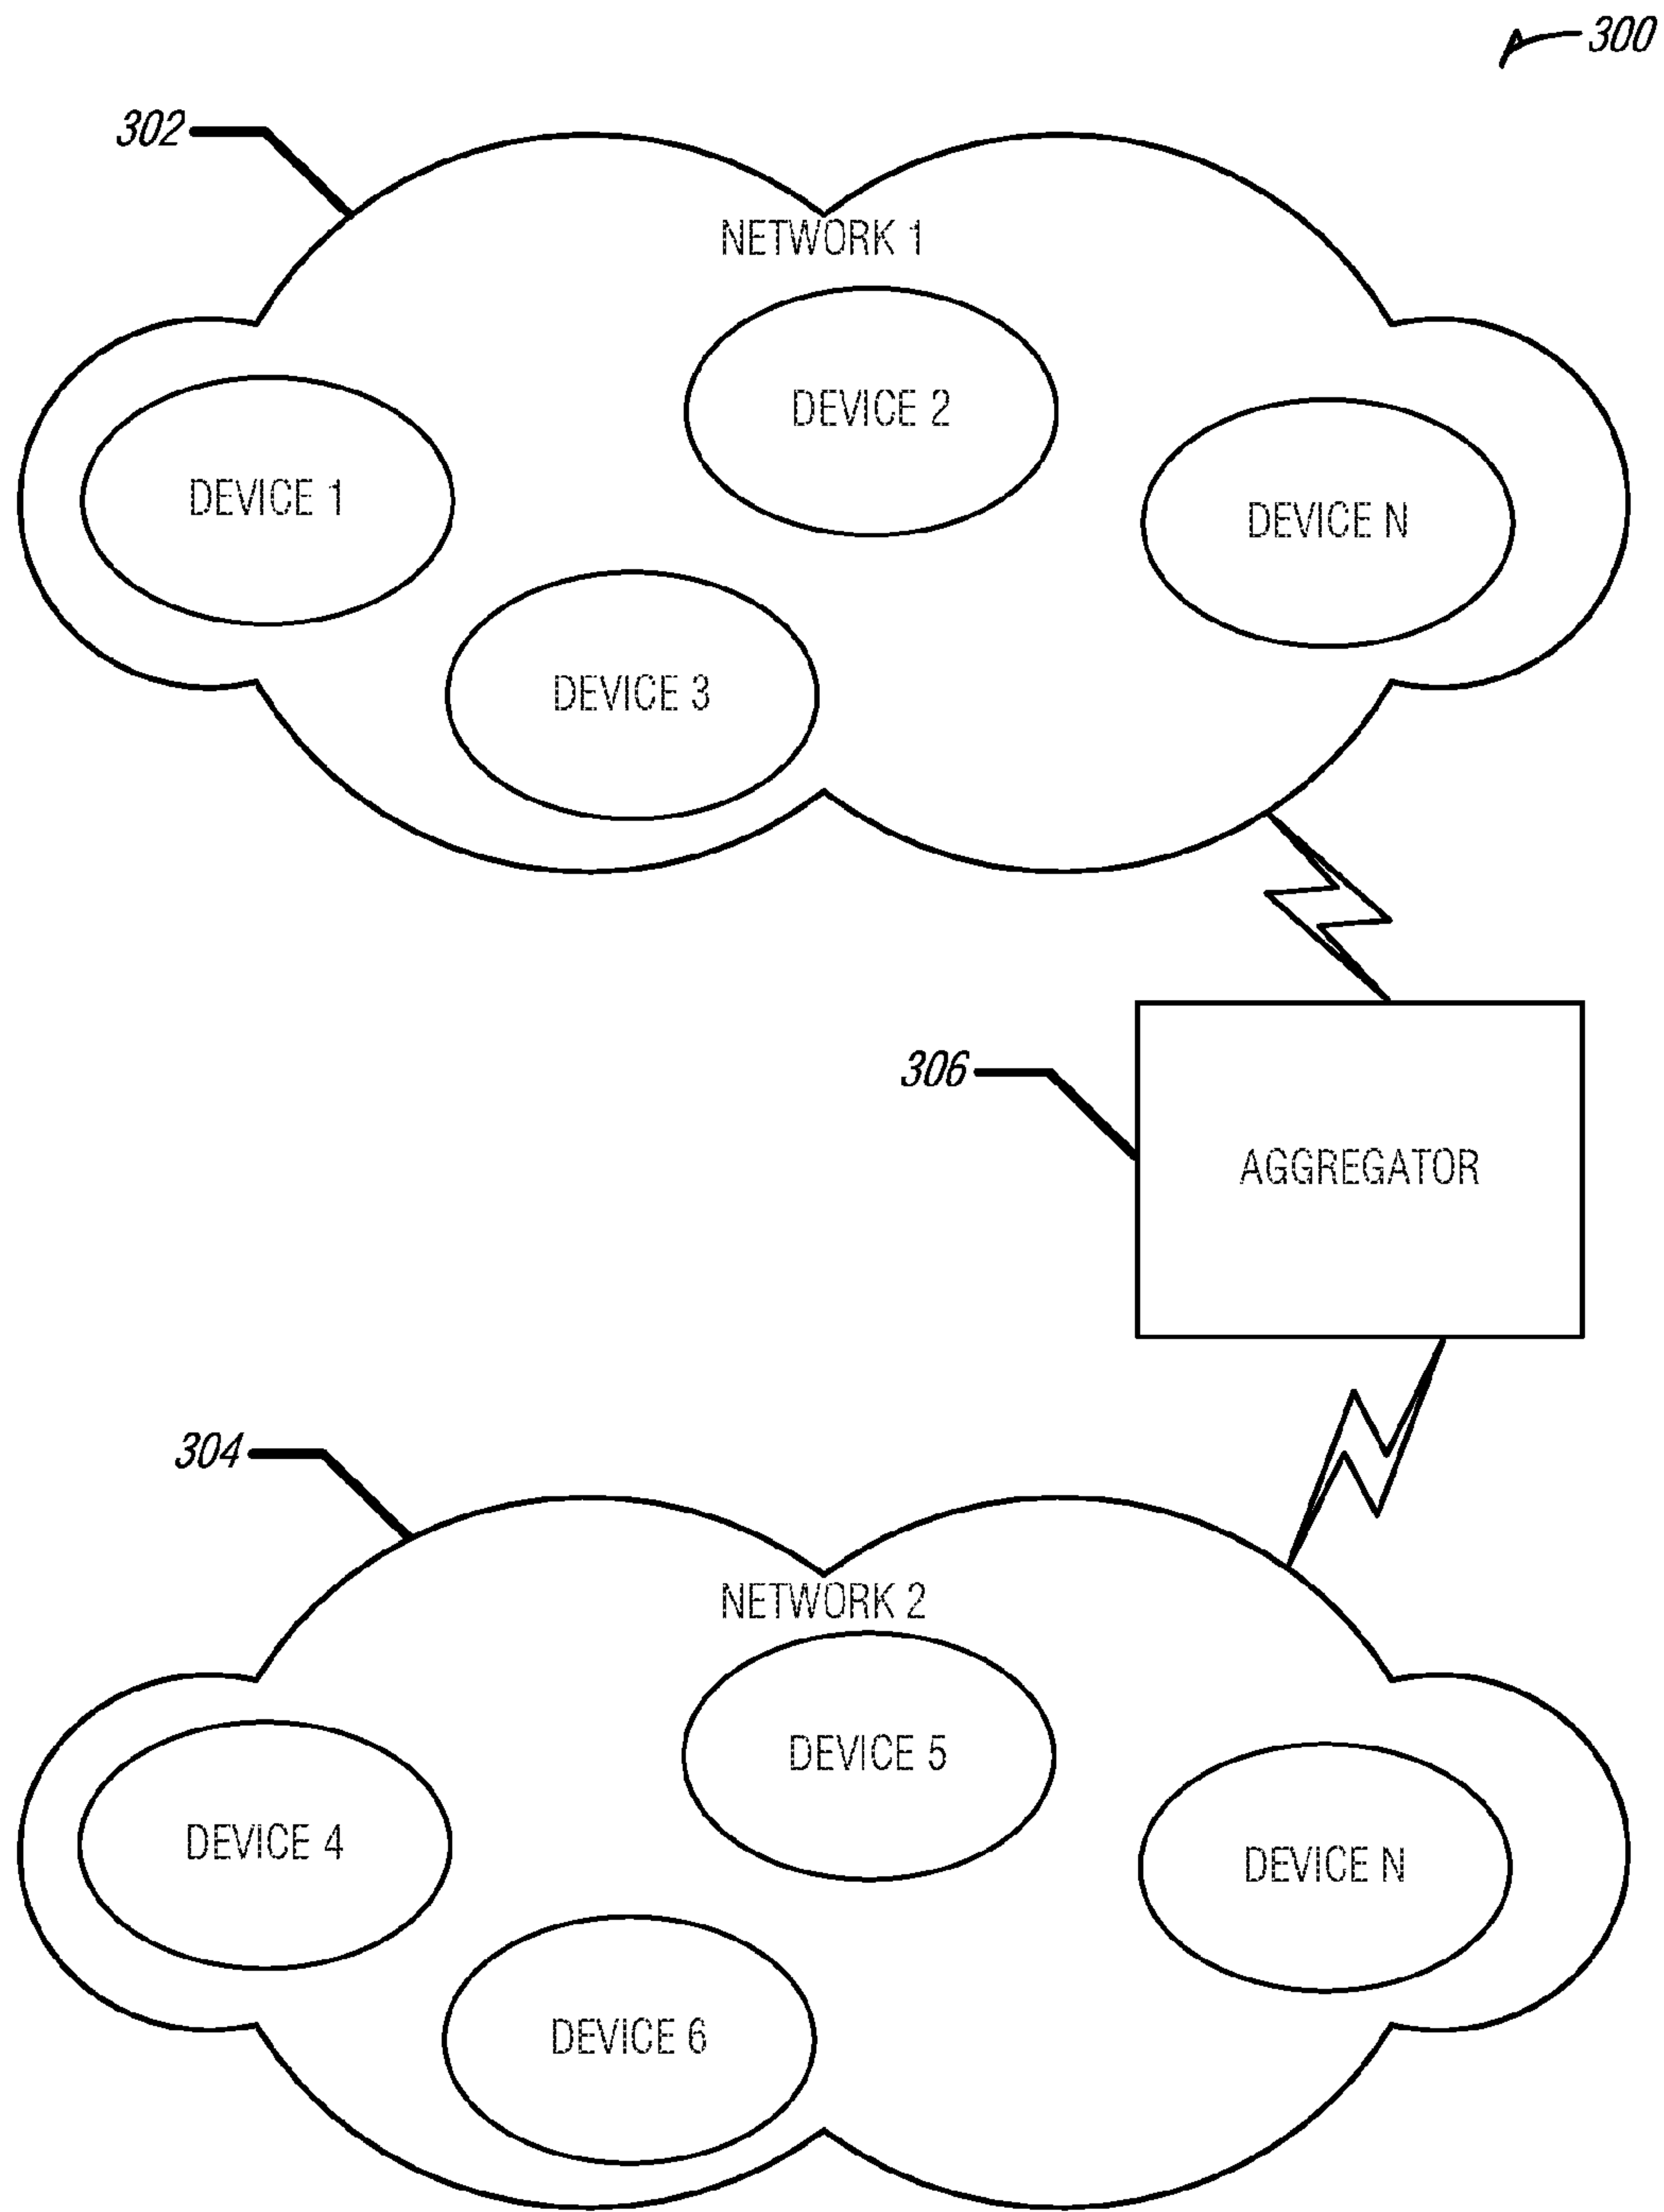 300
302
NETWORK 1
DEVICE 2
DEVICE 1
DEVICE N
DEVICE 3
306
AGGREGATOR
304
NETWORK 2
DEVICE 5
DEVICE 4
DEVICE N
DEVICE 6